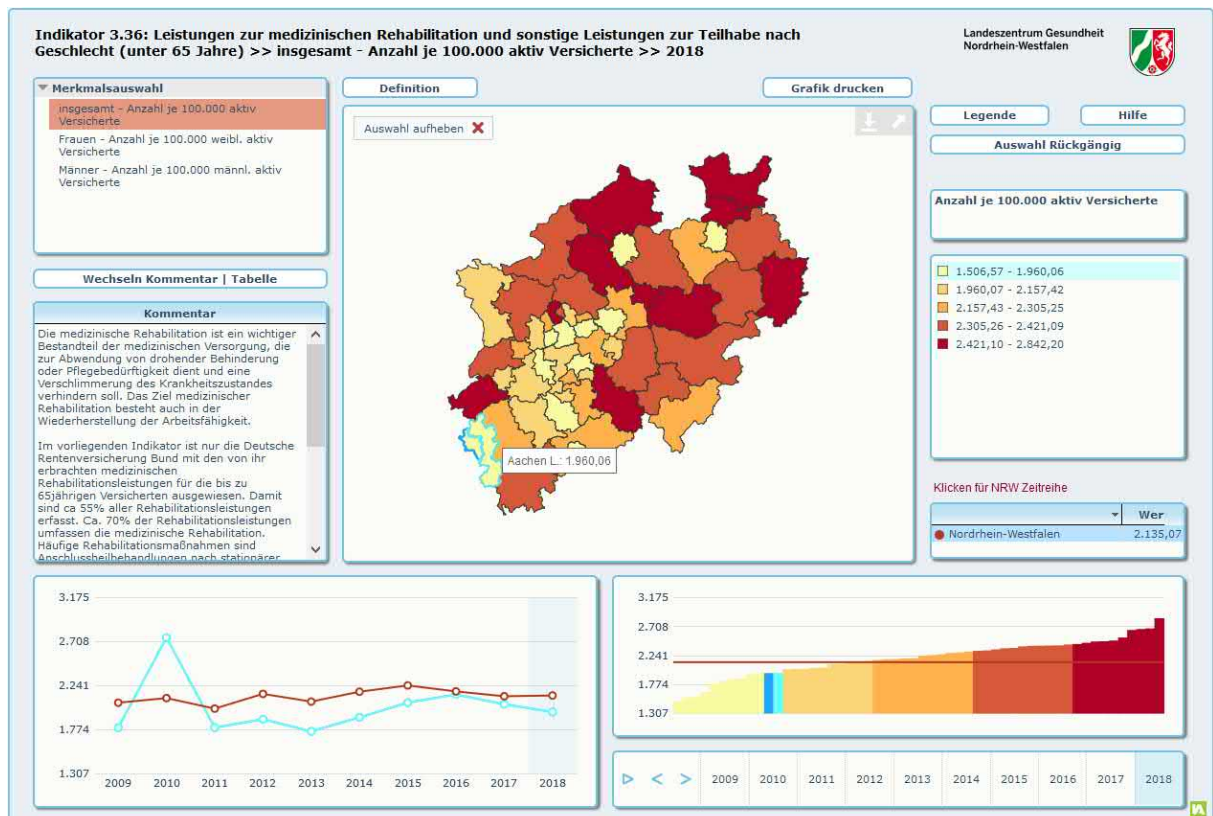 Indikator 3.36: Leistungen zur medizinischen Rehabilitation und sonstige Leistungen zur Teilhabe nach
Geschlecht (unter 65 Jahre) >> insgesamt - Anzahl je 100.000 aktiv Versicherte >> 2018
Landeszentrum Gesundheit
Nordrhein-Westfalen
Merkmalsauswahl
insgesamt - Anzahl je 100.000 aktiv
Versicherte
Frauen - Anzahl je 100.000 weibl. aktiv
Versicherte
Männer - Anzahl je 100.000 männl. aktiv
Versicherte
Definition
Grafik drucken
Auswahl aufheben
Legende
Hilfe
Auswahl Rückgängig
Anzahl je 100.000 aktiv Versicherte
1.506,57 - 1.960,06
1.960,07 - 2.157,42
2.157,43 - 2.305,25
2.305,26 - 2.421,09
2.421,10 - 2.842,20
Wechseln Kommentar | Tabelle
Kommentar
Die medizinische Rehabilitation ist ein wichtiger
Bestandteil der medizinischen Versorgung, die
zur Abwendung von drohender Behinderung
oder Pflegebedürftigkeit dient und eine
Verschlimmerung des Krankheitszustandes
verhindern soll. Das Ziel medizinischer
Rehabilitation besteht auch in der
Wiederherstellung der Arbeitsfähigkeit.
Im vorliegenden Indikator ist nur die Deutsche
Rentenversicherung Bund mit den von ihr
erbrachten medizinischen
Rehabilitationsleistungen für die bis zu
65jährigen Versicherten ausgewiesen. Damit
sind ca 55% aller Rehabilitationsleistungen
erfasst. Ca. 70% der Rehabilitationsleistungen
umfassen die medizinische Rehabilitation.
Häufige Rehabilitationsmaßnahmen sind
Anschlussheilbehandlungen nach stationärer
Aachen L.: 1.960,06
Klicken für NRW Zeitreihe
Wer
Nordrhein-Westfalen 2.135,07
3.175
2.708
2.241
1.774
1.307
2009 2010 2011 2012 2013 2014 2015 2016 2017 2018
3.175
2.708
2.241
1.774
1.307
2009 2010 2011 2012 2013 2014 2015 2016 2017 2018